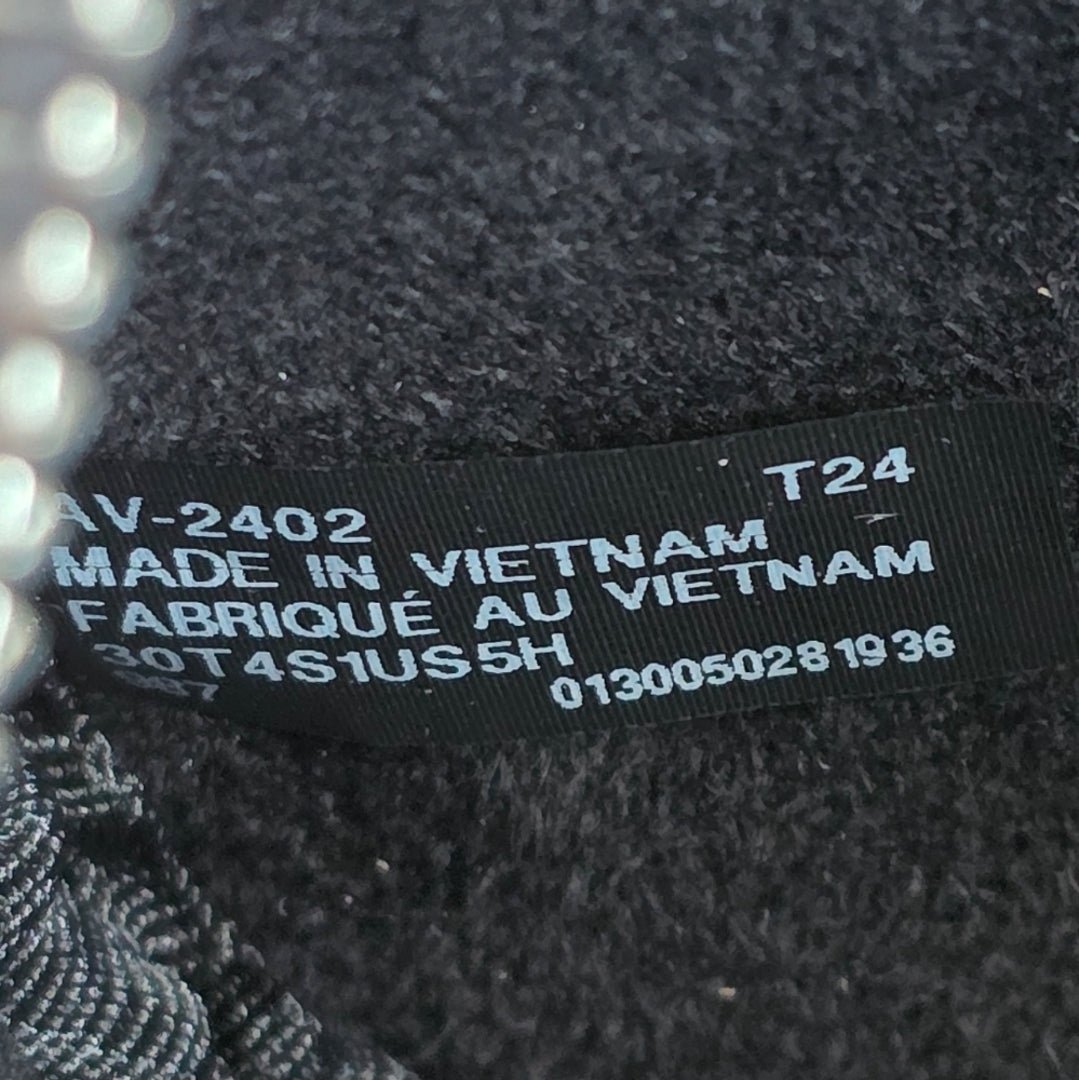 AV-2402 T24
MADE IN VIETNAM
FABRIQUÉ AU VIETNAM
30T4S1US5H
0130050281936